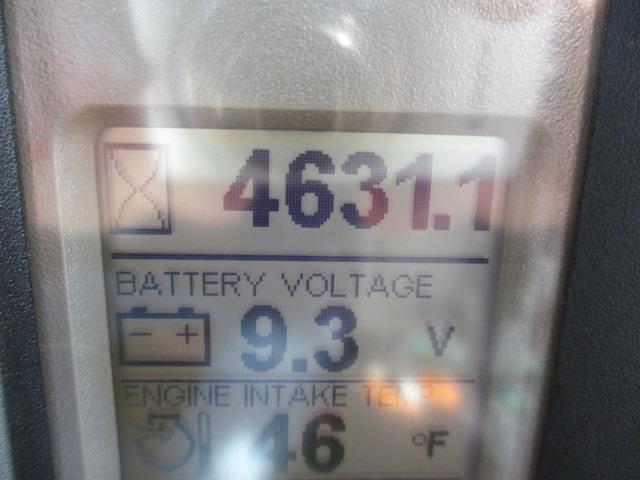 4631.1
BATTERY VOLTAGE
- + 9.3 V
ENGINE INTAKE TEMP
46 °F